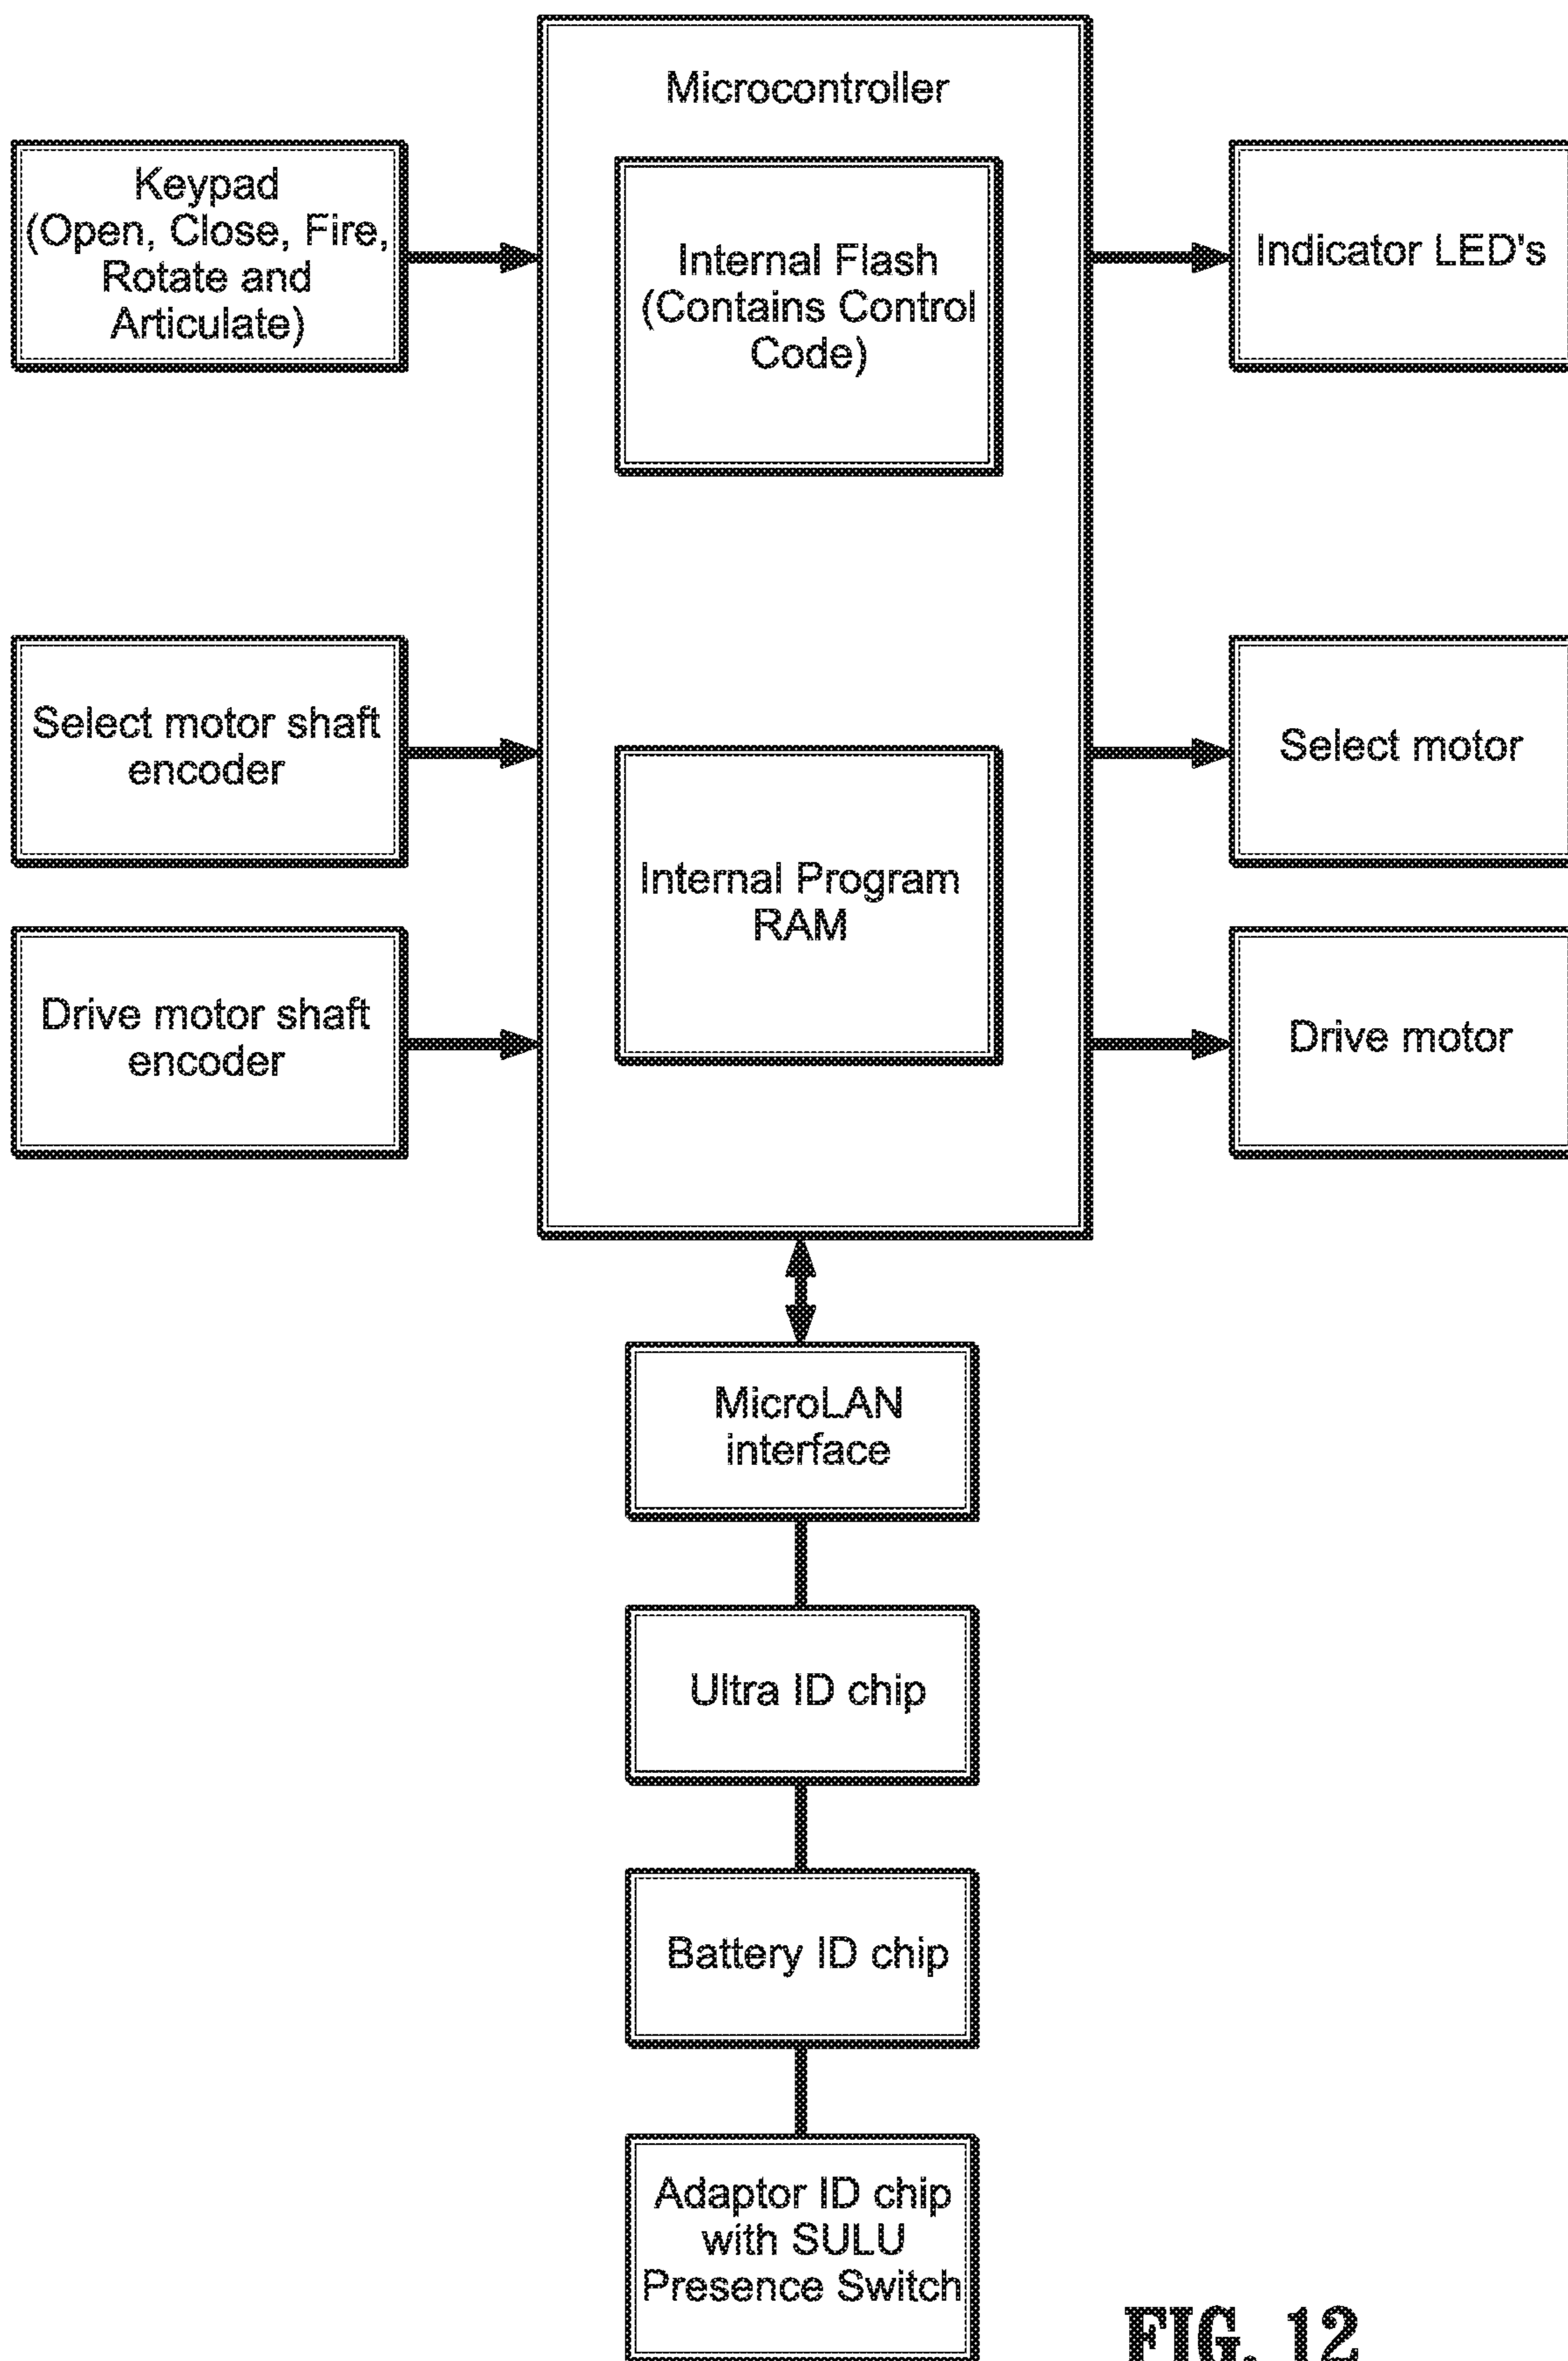 Microcontroller
Keypad
(Open, Close, Fire,
Rotate and
Articulate)
Internal Flash
(Contains Control
Code)
Indicator LED's
Select motor shaft
encoder
Select motor
Internal Program
RAM
Drive motor shaft
encoder
Drive motor
MicroLAN
interface
Ultra ID chip
Battery ID chip
Adaptor ID chip
with SULU
Presence Switch
FIG. 12